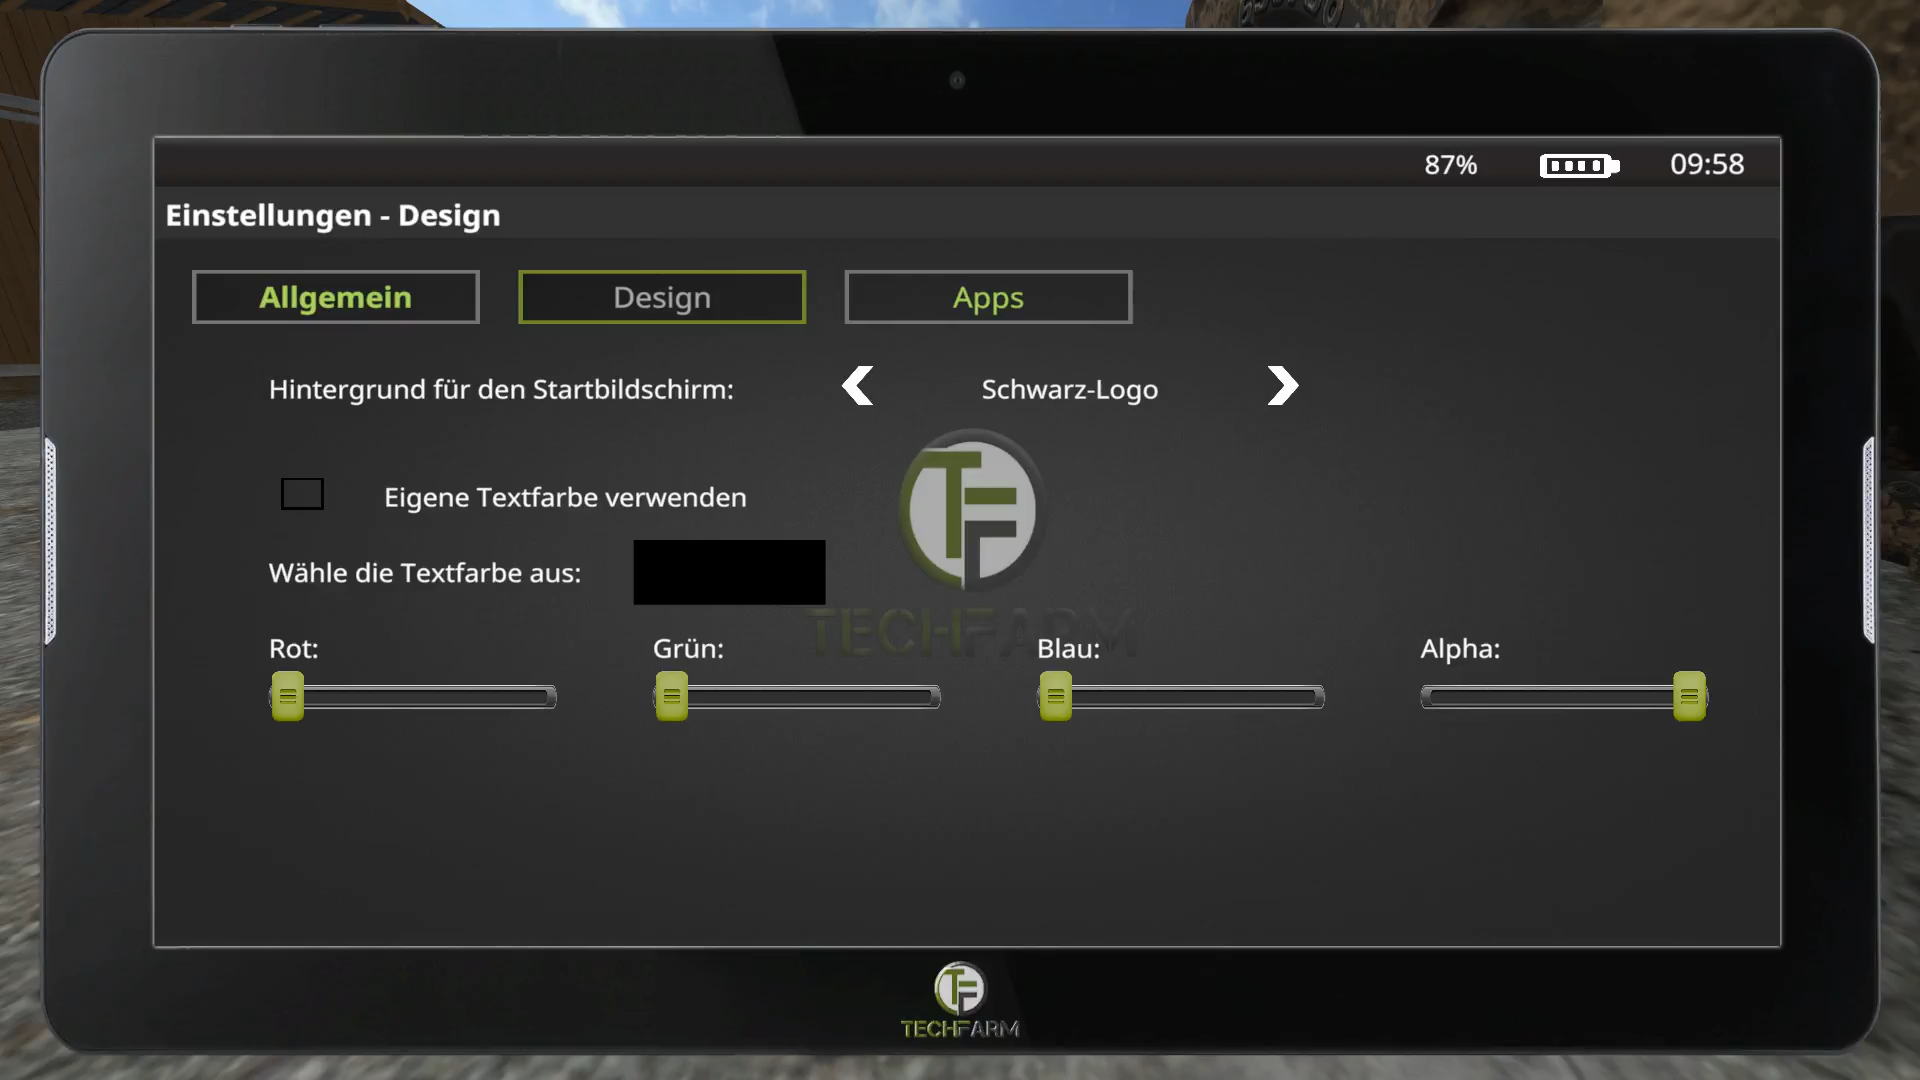 87% 09:58
Einstellungen - Design
Allgemein Design Apps
Hintergrund für den Startbildschirm: Schwarz-Logo
Eigene Textfarbe verwenden
Wähle die Textfarbe aus:
TECHFARM
Rot: Grün: Blau: Alpha:
TECHFARM